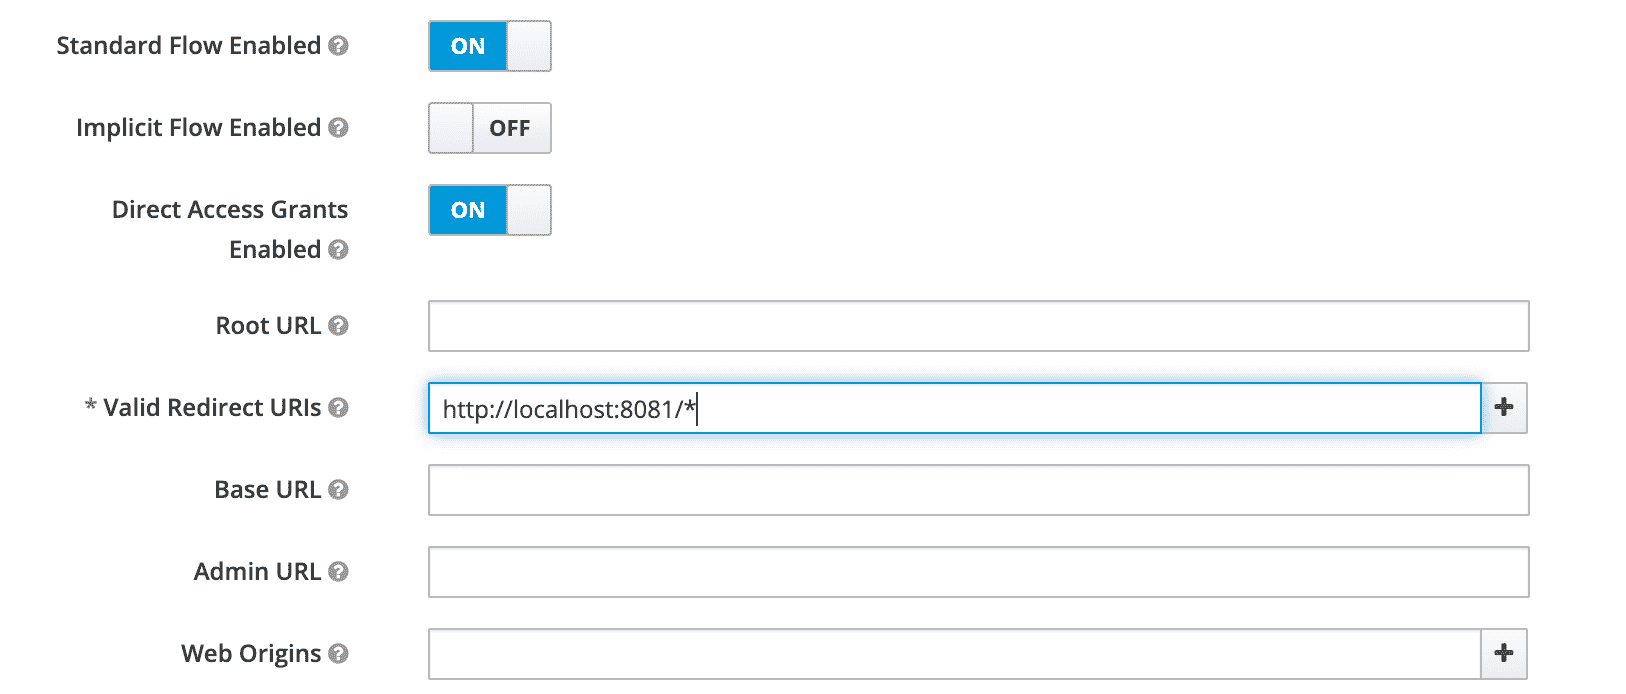 Standard Flow Enabled
ON
Implicit Flow Enabled
OFF
Direct Access Grants
Enabled
ON
Root URL
* Valid Redirect URIs
http://localhost:8081/*
Base URL
Admin URL
Web Origins